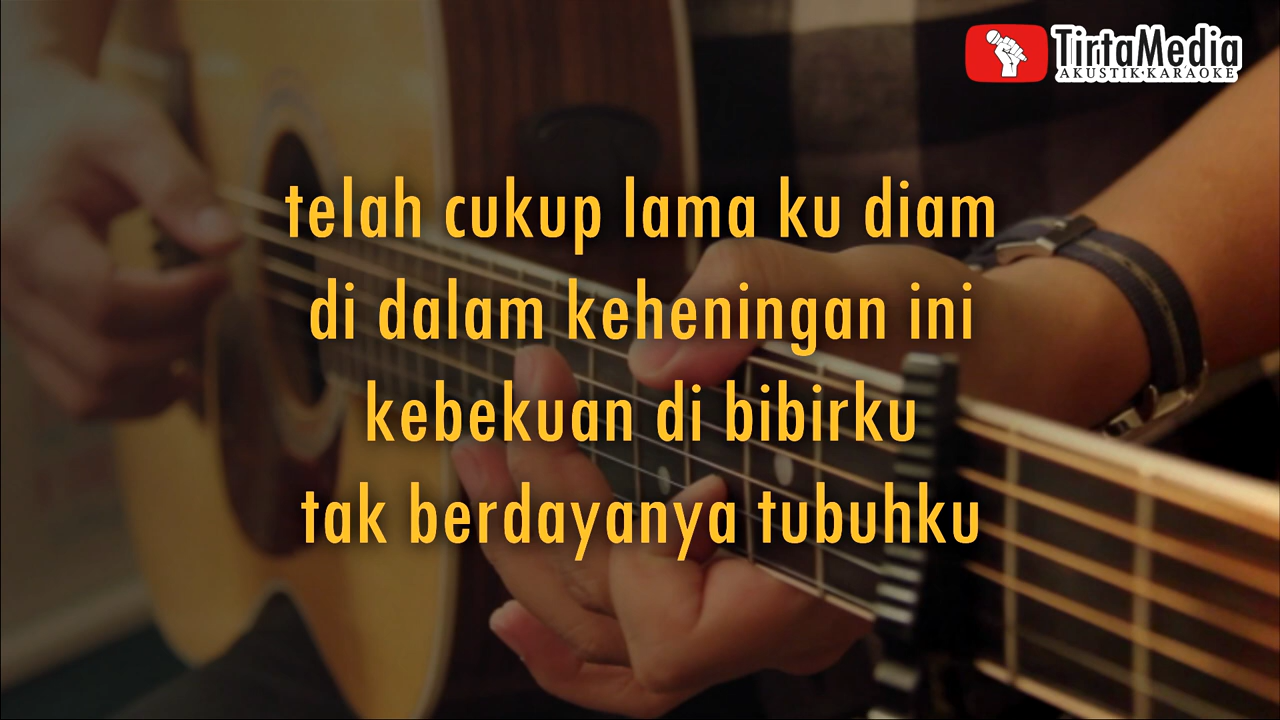 TirtaMedia
AKUSTIK•KARAOKE
telah cukup lama ku diam
di dalam keheningan ini
kebekuan di bibirku
tak berdayanya tubuhku